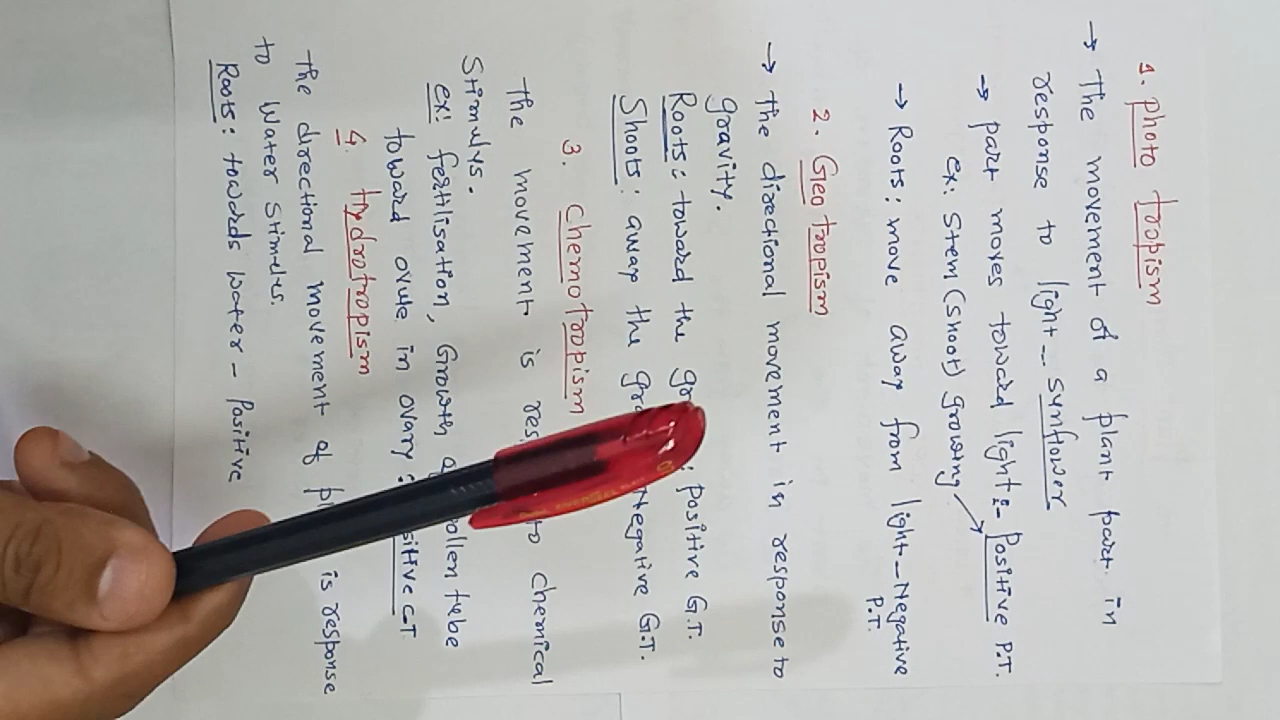 1. Photo Tropism
→ The movement of a plant part in
response to light - Sunflower
→ part moves toward light:- Positive P.T.
ex: Stem (Shoot) growing
→ Roots: move away from light - Negative
P.T.
2. Geo Tropism
→ The directional movement in response to
gravity.
Roots: toward the : positive G.T.
Shoots: away the Negative G.T.
3. Chemo Tropism
The movement is to chemical
Stimulus.
ex: fertilisation, Growth pollen tube
toward ovule in ovary: C.T
4. Hydrotropism
The directional movement of is response
to Water Stimulus.
Roots: towards water - Positive